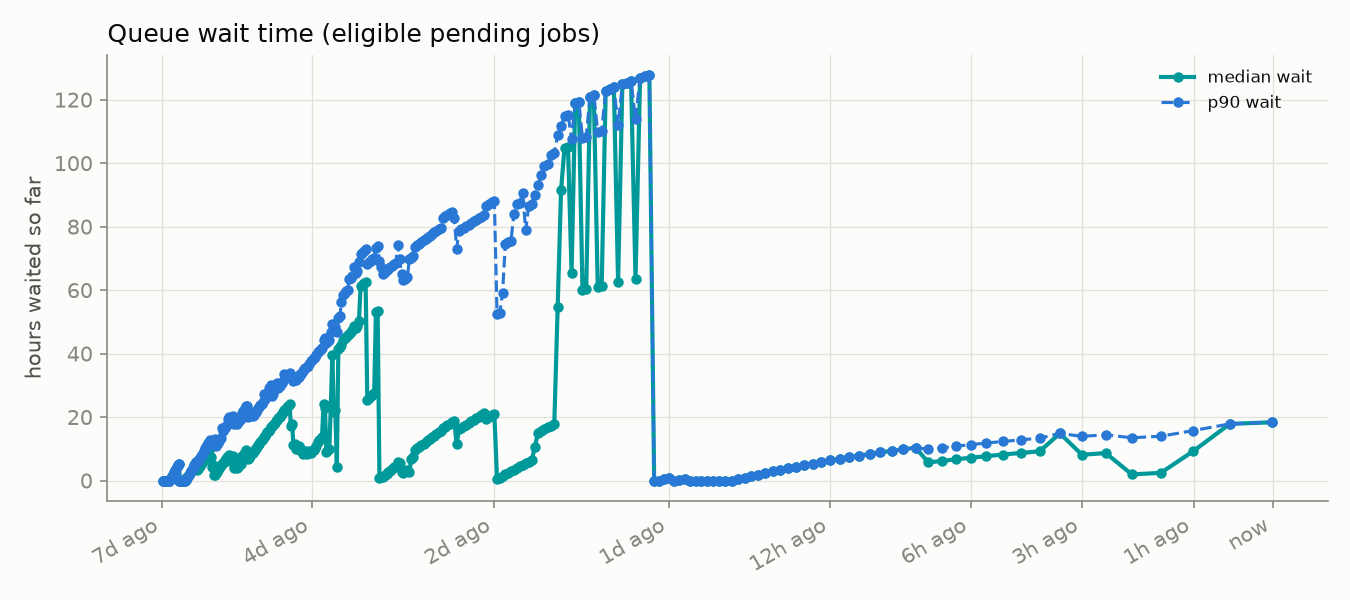 Queue wait time (eligible pending jobs)
median wait
p90 wait
hours waited so far
120
100
80
60
40
20
0
7d ago
4d ago
2d ago
1d ago
12h ago
6h ago
3h ago
1h ago
now